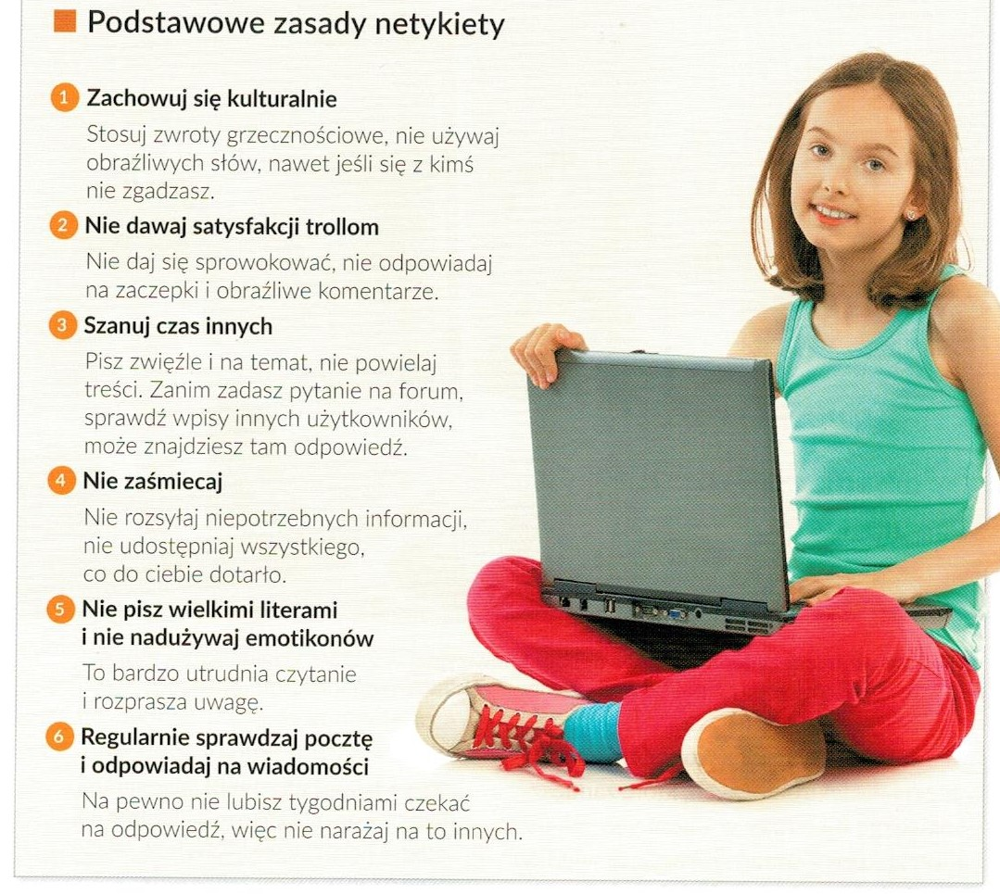 Podstawowe zasady netykiety
1 Zachowuj się kulturalnie
Stosuj zwroty grzecznościowe, nie używaj
obraźliwych słów, nawet jeśli się z kimś
nie zgadzasz.
2 Nie dawaj satysfakcji trollom
Nie daj się sprowokować, nie odpowiadaj
na zaczepki i obraźliwe komentarze.
3 Szanuj czas innych
Pisz zwięźle i na temat, nie powielaj
treści. Zanim zadasz pytanie na forum,
sprawdź wpisy innych użytkowników,
może znajdziesz tam odpowiedź.
4 Nie zaśmiecaj
Nie rozsyłaj niepotrzebnych informacji,
nie udostępniaj wszystkiego,
co do ciebie dotarło.
5 Nie pisz wielkimi literami
i nie nadużywaj emotikonów
To bardzo utrudnia czytanie
i rozprasza uwagę.
6 Regularnie sprawdzaj pocztę
i odpowiadaj na wiadomości
Na pewno nie lubisz tygodniami czekać
na odpowiedź, więc nie narażaj na to innych.